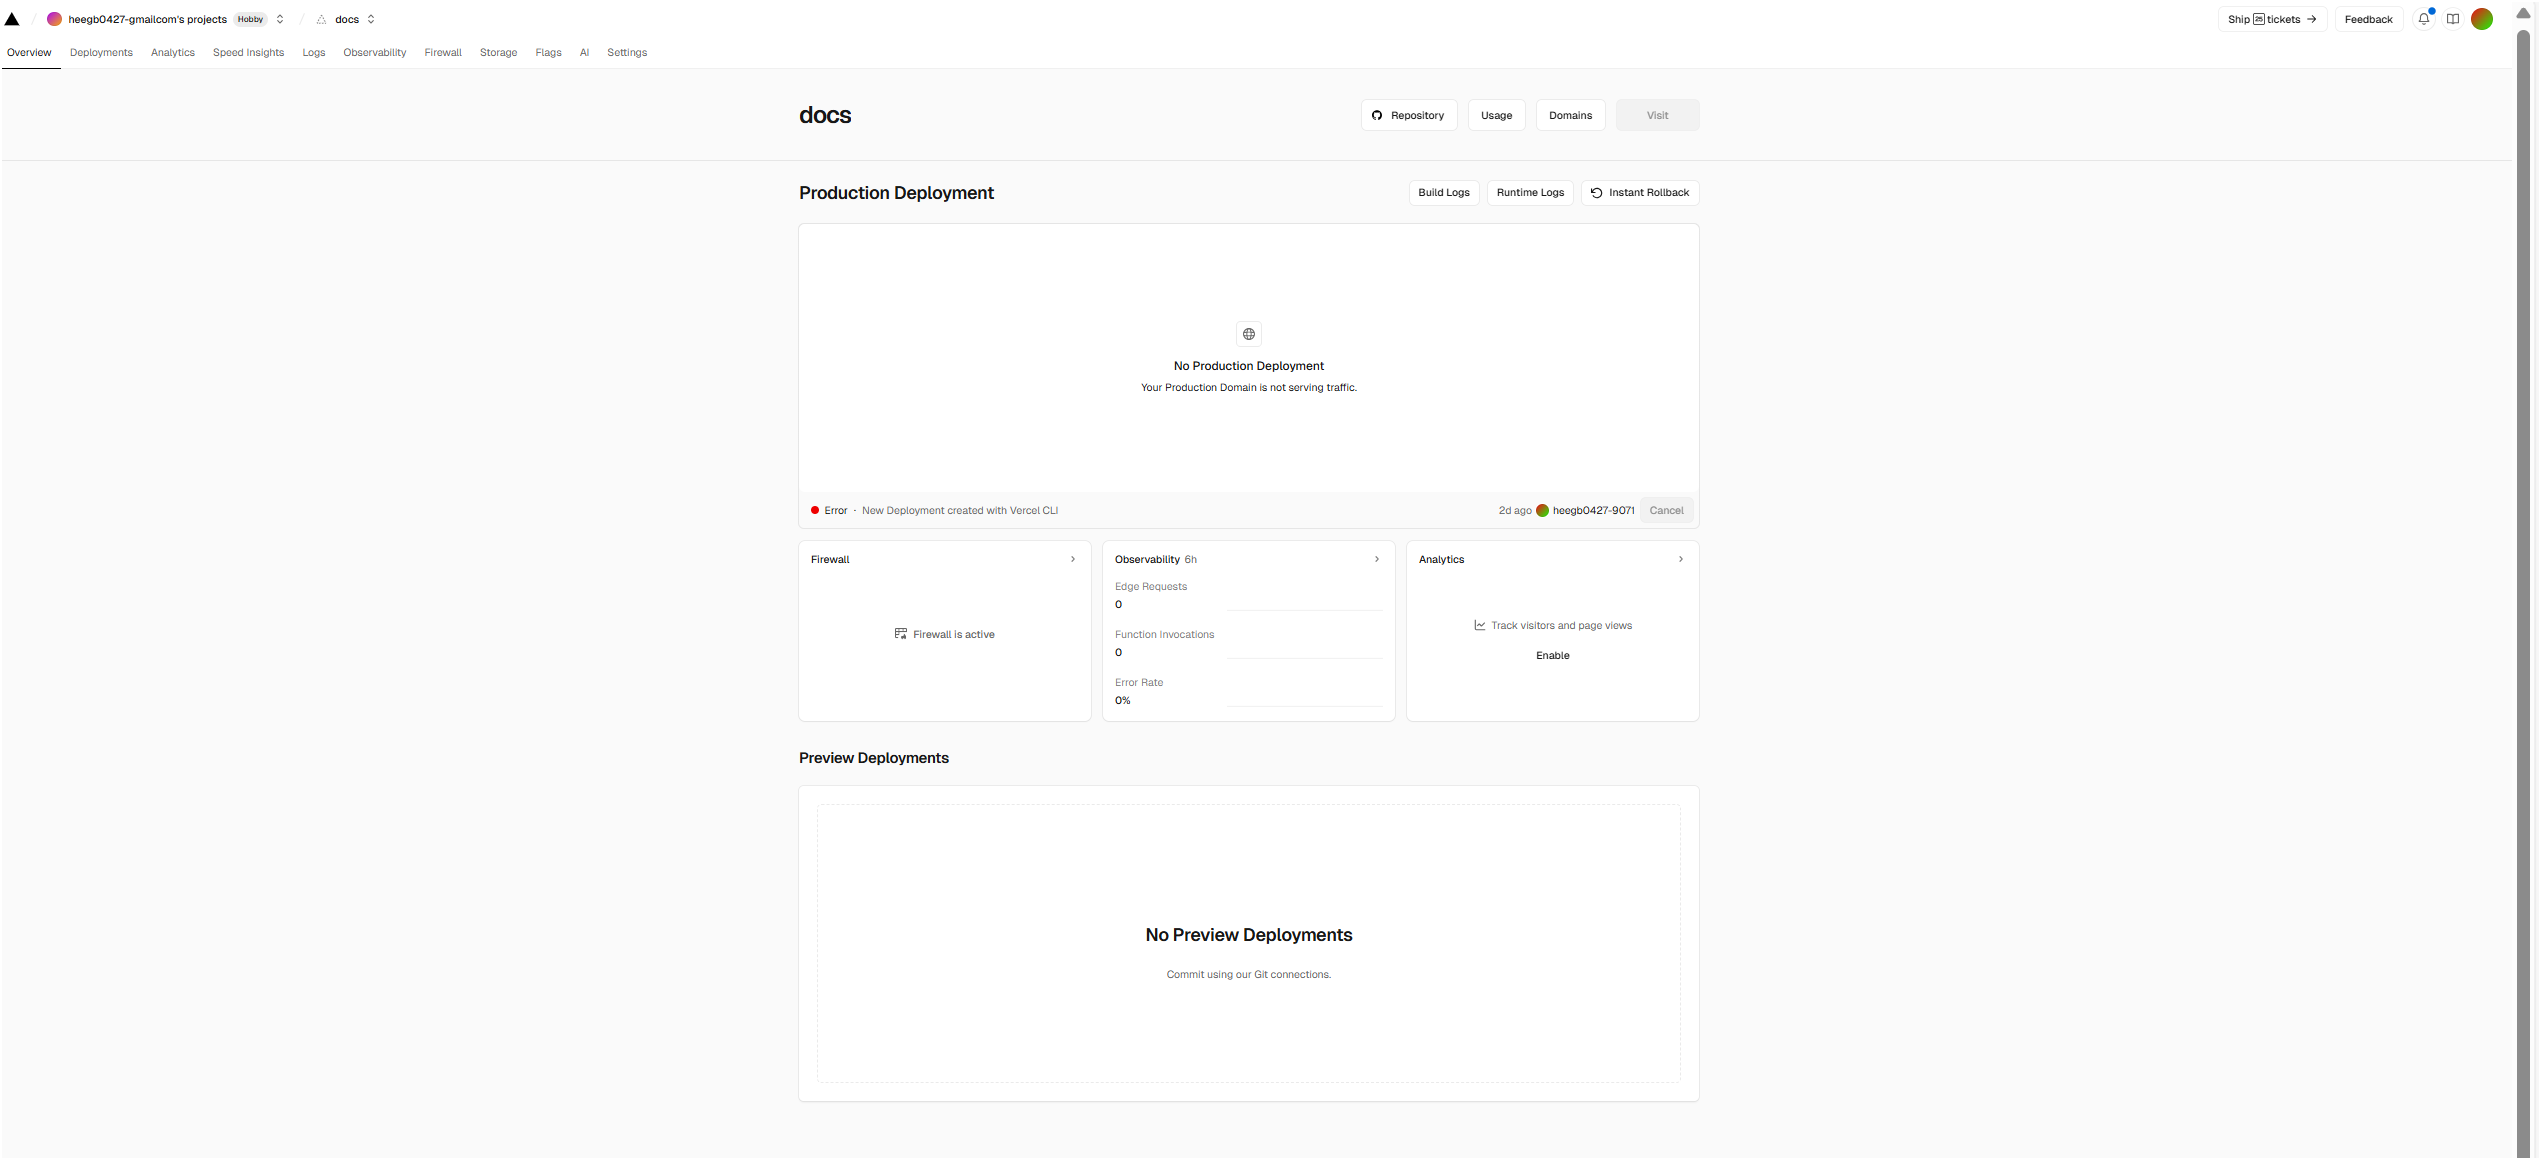 heegb0427-gmailcom's projects Hobby docs Ship 25 tickets → Feedback
Overview Deployments Analytics Speed Insights Logs Observability Firewall Storage Flags AI Settings
docs Repository Usage Domains Visit
Production Deployment Build Logs Runtime Logs Instant Rollback
No Production Deployment
Your Production Domain is not serving traffic.
Error · New Deployment created with Vercel CLI 2d ago heegb0427-9071 Cancel
Firewall
Firewall is active
Observability 6h
Edge Requests
0
Function Invocations
0
Error Rate
0%
Analytics
Track visitors and page views
Enable
Preview Deployments
No Preview Deployments
Commit using our Git connections.